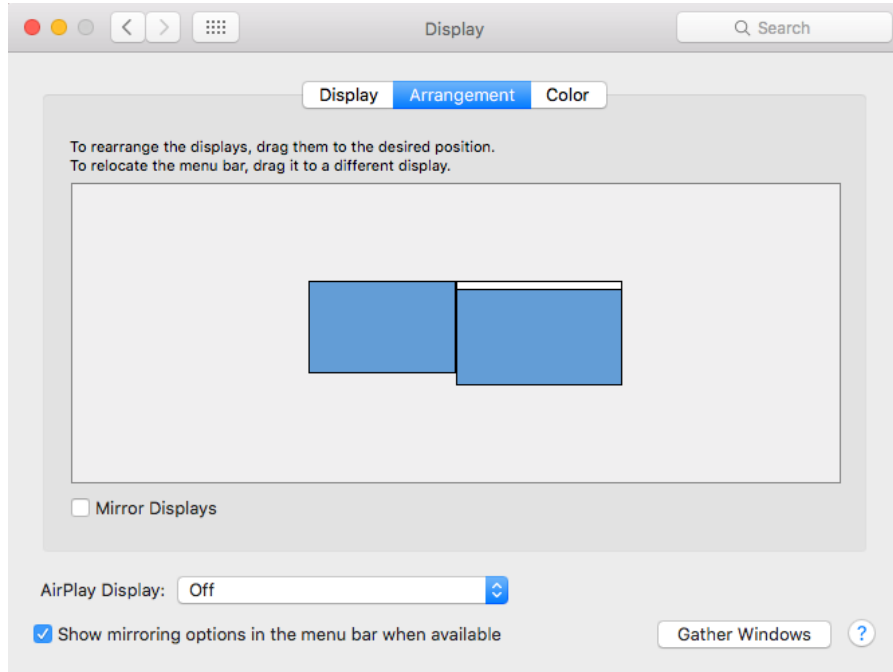 Display
Search
Display Arrangement Color
To rearrange the displays, drag them to the desired position.
To relocate the menu bar, drag it to a different display.
Mirror Displays
AirPlay Display: Off
Show mirroring options in the menu bar when available
Gather Windows ?